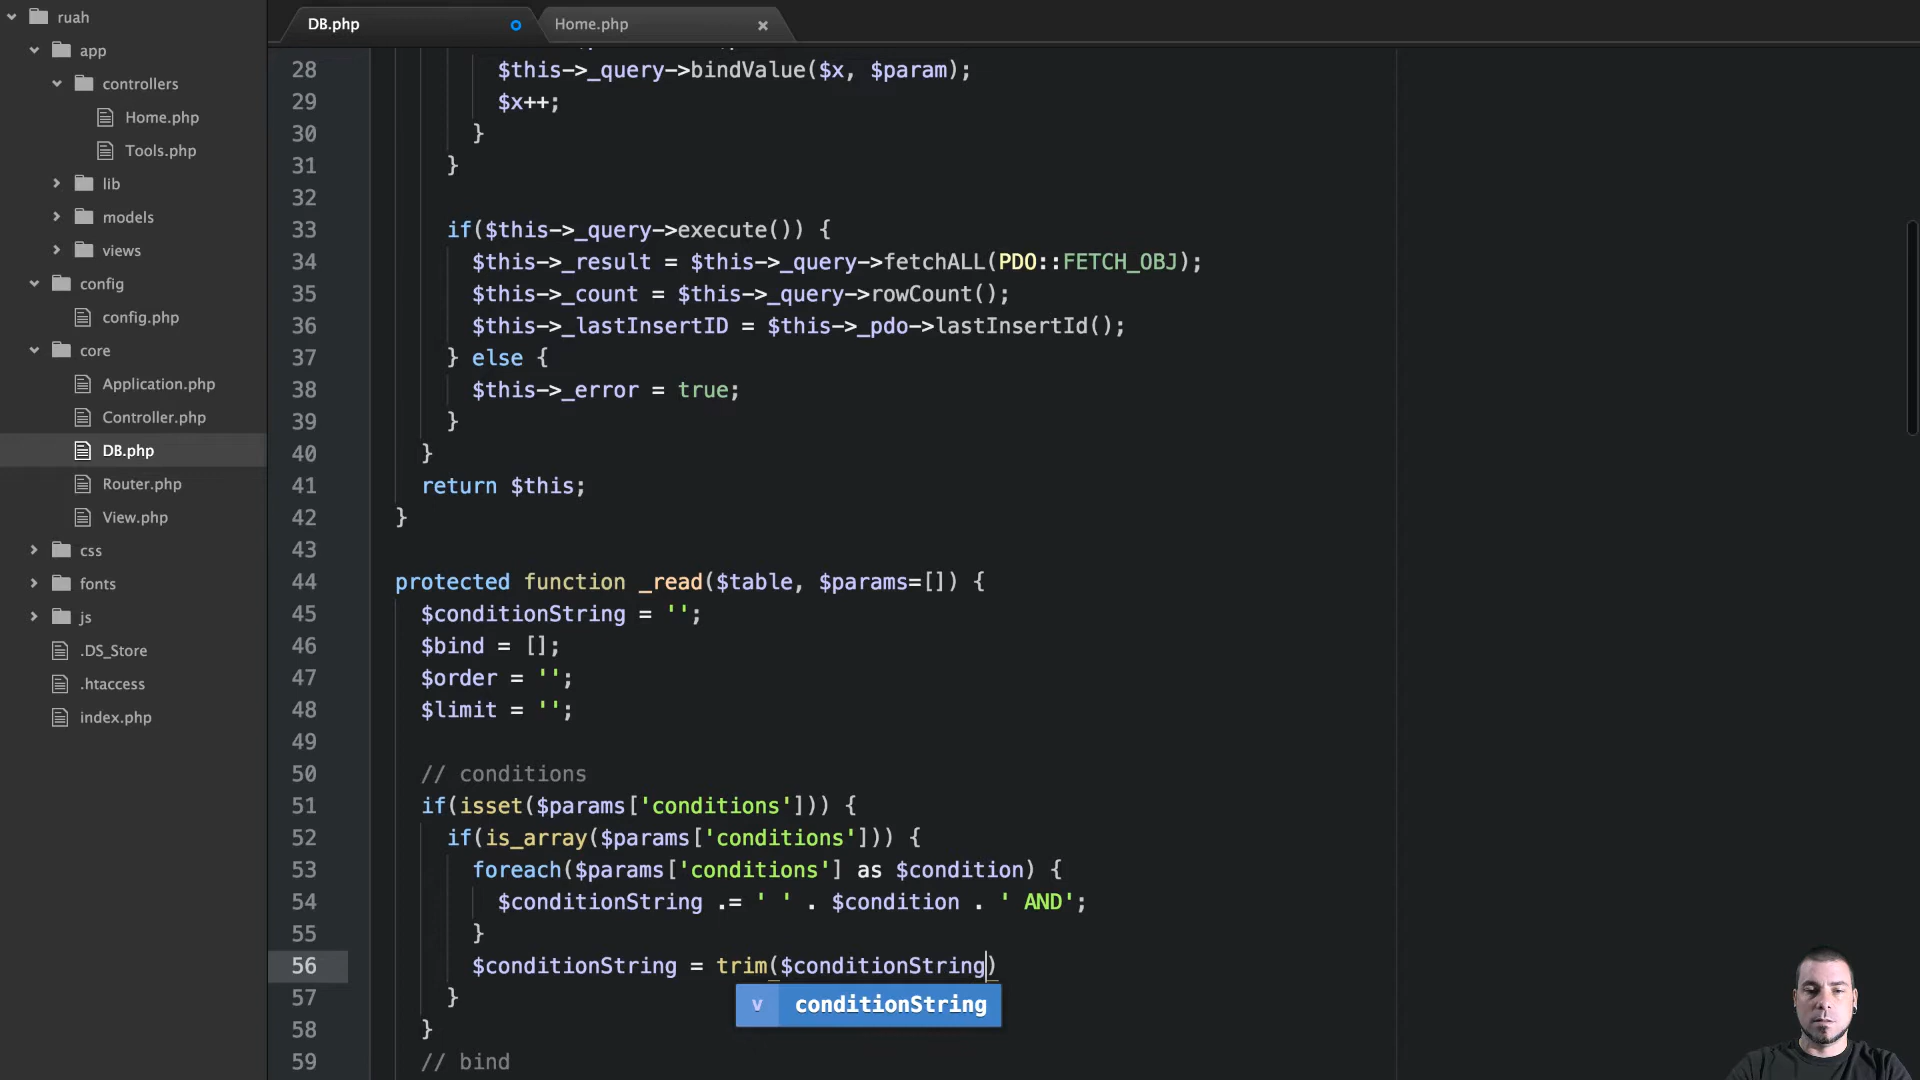 ruah
app
controllers
Home.php
Tools.php
lib
models
views
config
config.php
core
Application.php
Controller.php
DB.php
Router.php
View.php
css
fonts
js
.DS_Store
.htaccess
index.php
DB.php
Home.php
28 $this->_query->bindValue($x, $param);
29 $x++;
30 }
31 }
32
33 if($this->_query->execute()) {
34 $this->_result = $this->_query->fetchALL(PDO::FETCH_OBJ);
35 $this->_count = $this->_query->rowCount();
36 $this->_lastInsertID = $this->_pdo->lastInsertId();
37 } else {
38 $this->_error = true;
39 }
40 }
41 return $this;
42 }
43
44 protected function _read($table, $params=[]) {
45 $conditionString = '';
46 $bind = [];
47 $order = '';
48 $limit = '';
49
50 // conditions
51 if(isset($params['conditions'])) {
52 if(is_array($params['conditions'])) {
53 foreach($params['conditions'] as $condition) {
54 $conditionString .= ' ' . $condition . ' AND';
55 }
56 $conditionString = trim($conditionString)
57 }
v conditionString
58 }
59 // bind